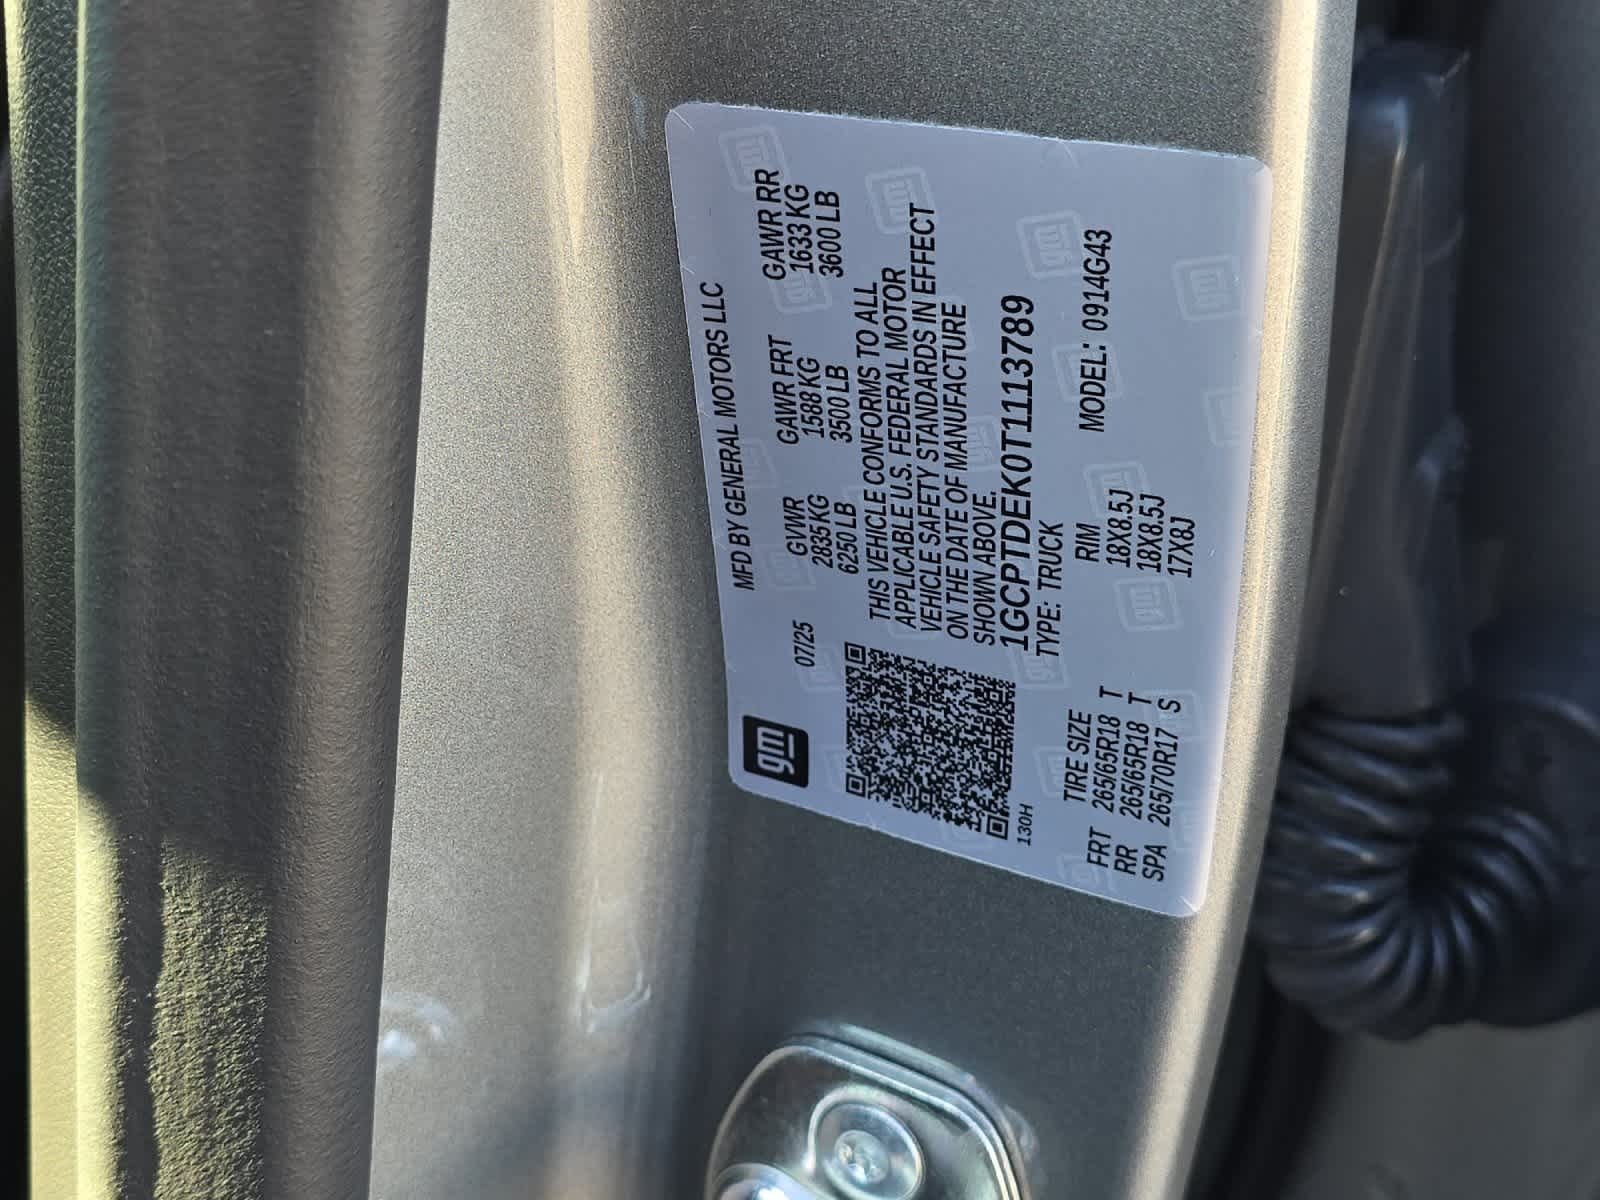 MFD BY GENERAL MOTORS LLC
gm 07/25
GVWR GAWR FRT GAWR RR
2835 KG 1588 KG 1633 KG
6250 LB 3500 LB 3600 LB
THIS VEHICLE CONFORMS TO ALL
APPLICABLE U.S. FEDERAL MOTOR
VEHICLE SAFETY STANDARDS IN EFFECT
ON THE DATE OF MANUFACTURE
SHOWN ABOVE.
1GCPTDEK0T1113789
130H
TYPE: TRUCK MODEL: 0914G43
TIRE SIZE RIM
FRT 265/65R18 T 18X8.5J
RR 265/65R18 T 18X8.5J
SPA 265/70R17 S 17X8J